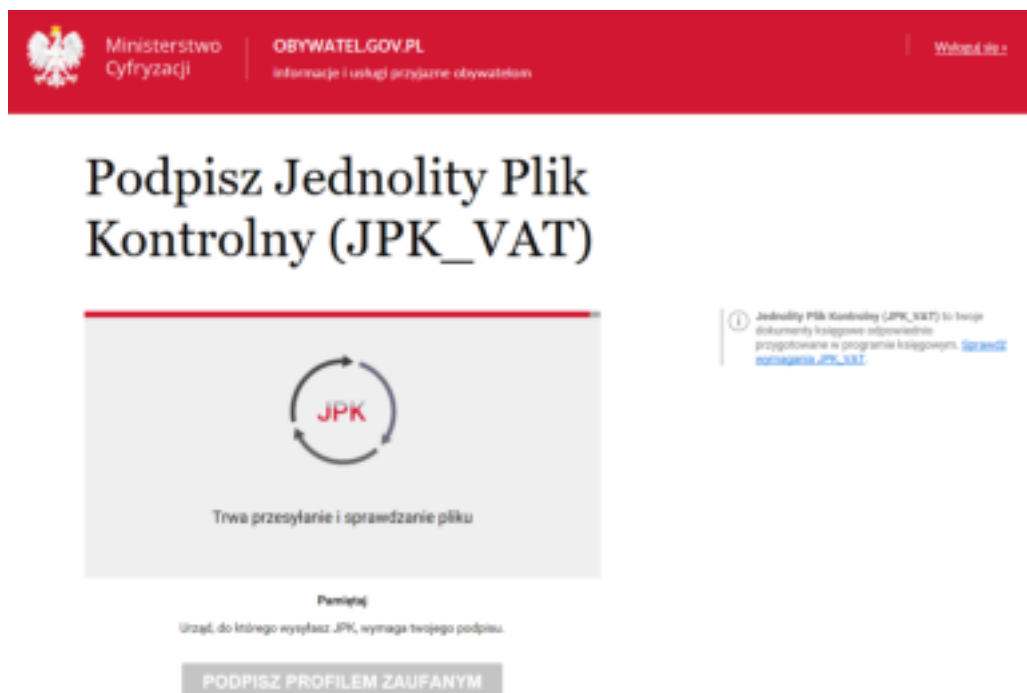 Ministerstwo
Cyfryzacji
OBYWATEL.GOV.PL
informacje i usługi przyjazne obywatelom
Wyloguj się »
Podpisz Jednolity Plik
Kontrolny (JPK_VAT)
Jednolity Plik Kontrolny (JPK_VAT) to twoje
dokumenty księgowe odpowiednio
przygotowane w programie księgowym. Sprawdź
wymagania JPK_VAT.
JPK
Trwa przesyłanie i sprawdzanie pliku
Pamiętaj
Urząd, do którego wysyłasz JPK, wymaga twojego podpisu.
PODPISZ PROFILEM ZAUFANYM